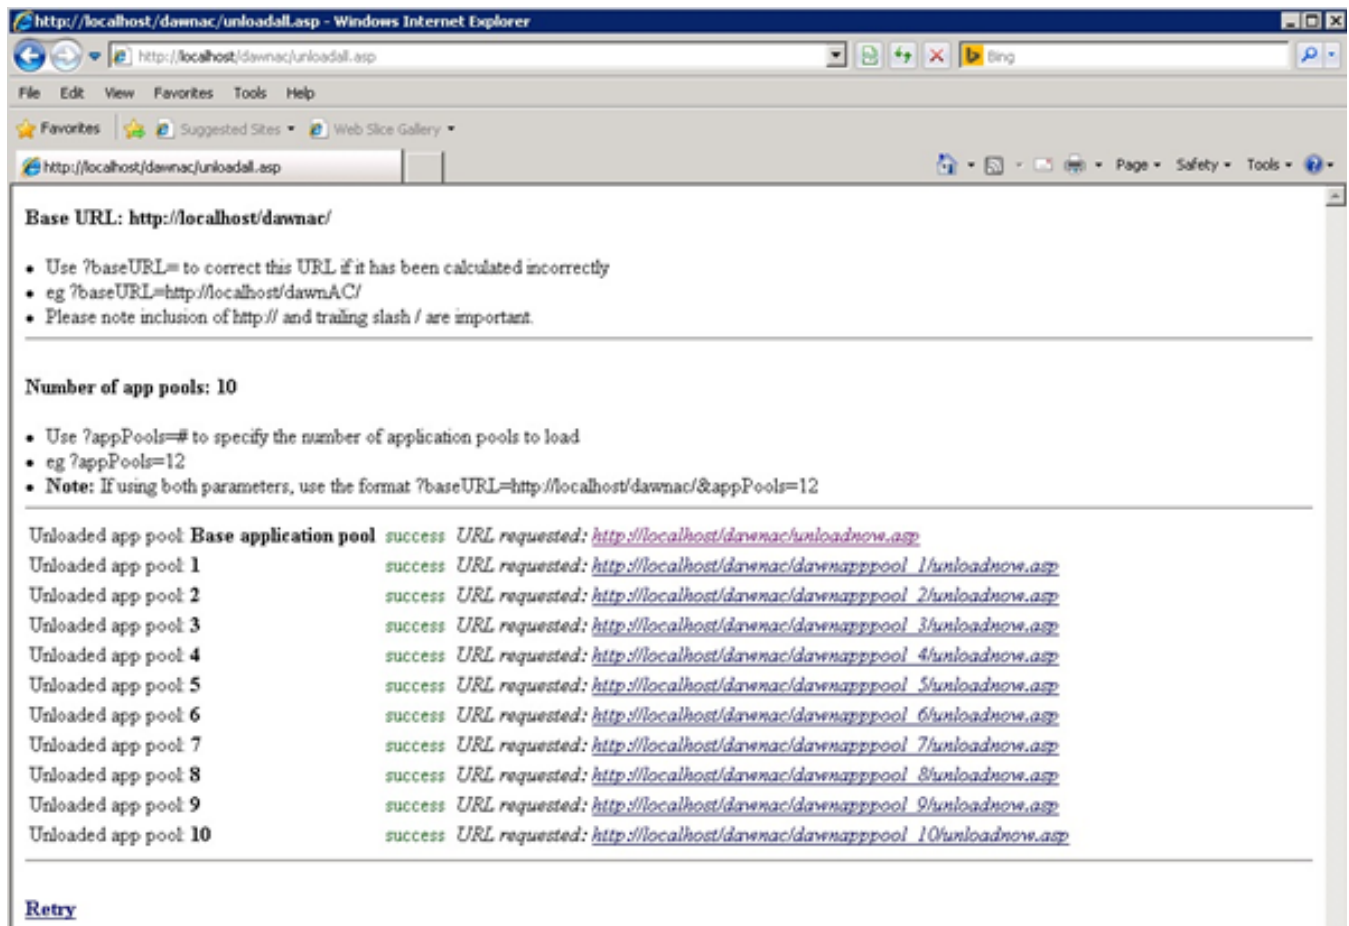 http://localhost/dawnac/unloadall.asp - Windows Internet Explorer
http://localhost/dawnac/unloadall.asp
Bing
File Edit View Favorites Tools Help
Favorites Suggested Sites Web Slice Gallery
http://localhost/dawnac/unloadall.asp Page Safety Tools
Base URL: http://localhost/dawnac/
• Use ?baseURL= to correct this URL if it has been calculated incorrectly
• eg ?baseURL=http://localhost/dawnAC/
• Please note inclusion of http:// and trailing slash / are important.
Number of app pools: 10
• Use ?appPools=# to specify the number of application pools to load
• eg ?appPools=12
• Note: If using both parameters, use the format ?baseURL=http://localhost/dawnac/&appPools=12
Unloaded app pool: Base application pool success URL requested: http://localhost/dawnac/unloadnow.asp
Unloaded app pool: 1 success URL requested: http://localhost/dawnac/dawnapppool_1/unloadnow.asp
Unloaded app pool: 2 success URL requested: http://localhost/dawnac/dawnapppool_2/unloadnow.asp
Unloaded app pool: 3 success URL requested: http://localhost/dawnac/dawnapppool_3/unloadnow.asp
Unloaded app pool: 4 success URL requested: http://localhost/dawnac/dawnapppool_4/unloadnow.asp
Unloaded app pool: 5 success URL requested: http://localhost/dawnac/dawnapppool_5/unloadnow.asp
Unloaded app pool: 6 success URL requested: http://localhost/dawnac/dawnapppool_6/unloadnow.asp
Unloaded app pool: 7 success URL requested: http://localhost/dawnac/dawnapppool_7/unloadnow.asp
Unloaded app pool: 8 success URL requested: http://localhost/dawnac/dawnapppool_8/unloadnow.asp
Unloaded app pool: 9 success URL requested: http://localhost/dawnac/dawnapppool_9/unloadnow.asp
Unloaded app pool: 10 success URL requested: http://localhost/dawnac/dawnapppool_10/unloadnow.asp
Retry